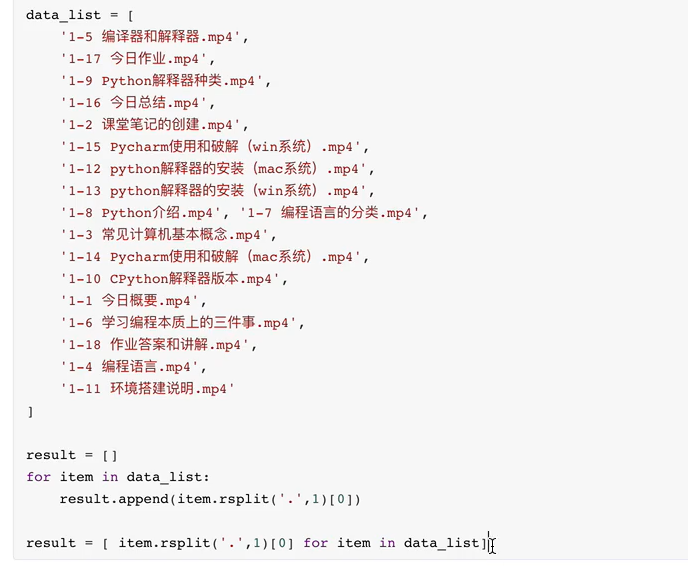 data_list = [
    '1-5 编译器和解释器.mp4',
    '1-17 今日作业.mp4',
    '1-9 Python解释器种类.mp4',
    '1-16 今日总结.mp4',
    '1-2 课堂笔记的创建.mp4',
    '1-15 Pycharm使用和破解（win系统）.mp4',
    '1-12 python解释器的安装（mac系统）.mp4',
    '1-13 python解释器的安装（win系统）.mp4',
    '1-8 Python介绍.mp4', '1-7 编程语言的分类.mp4',
    '1-3 常见计算机基本概念.mp4',
    '1-14 Pycharm使用和破解（mac系统）.mp4',
    '1-10 CPython解释器版本.mp4',
    '1-1 今日概要.mp4',
    '1-6 学习编程本质上的三件事.mp4',
    '1-18 作业答案和讲解.mp4',
    '1-4 编程语言.mp4',
    '1-11 环境搭建说明.mp4'
]
result = []
for item in data_list:
    result.append(item.rsplit('.',1)[0])
result = [ item.rsplit('.',1)[0] for item in data_list]